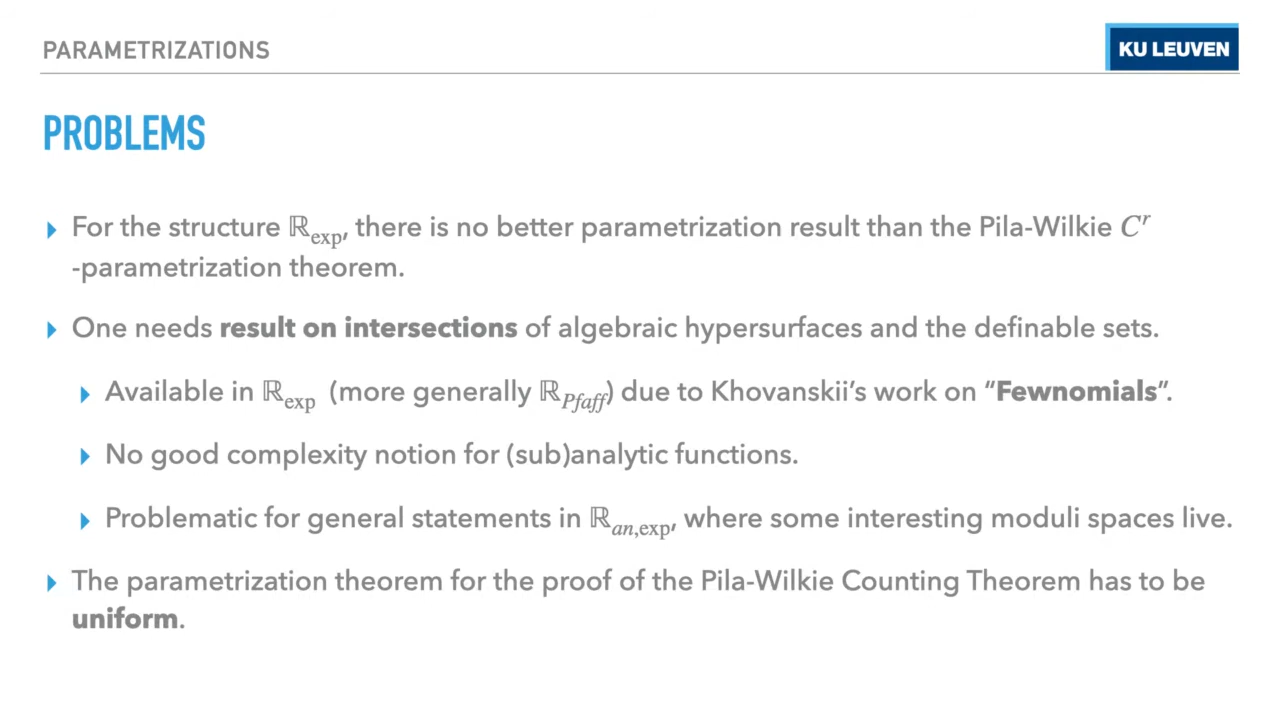 PARAMETRIZATIONS
KU LEUVEN
PROBLEMS
For the structure ℝexp, there is no better parametrization result than the Pila-Wilkie Cʳ
-parametrization theorem.
One needs result on intersections of algebraic hypersurfaces and the definable sets.
Available in ℝexp (more generally ℝPfaff) due to Khovanskii’s work on “Fewnomials”.
No good complexity notion for (sub)analytic functions.
Problematic for general statements in ℝan,exp, where some interesting moduli spaces live.
The parametrization theorem for the proof of the Pila-Wilkie Counting Theorem has to be
uniform.